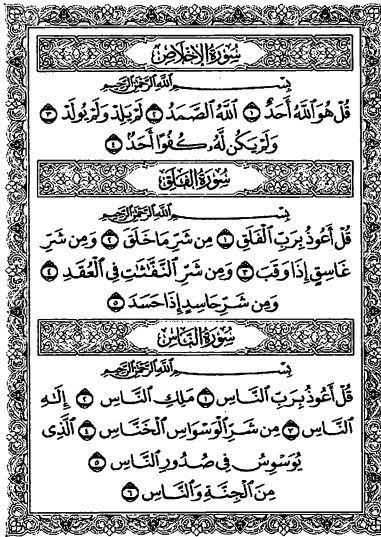 سُورَةُ الإِخْلَاصِ
بِسْمِ اللَّهِ الرَّحْمَٰنِ الرَّحِيمِ
قُلْ هُوَ اللَّهُ أَحَدٌ ١ اللَّهُ الصَّمَدُ ٢ لَمْ يَلِدْ وَلَمْ يُولَدْ ٣
وَلَمْ يَكُن لَّهُ كُفُوًا أَحَدٌ ٤
سُورَةُ الْفَلَقِ
بِسْمِ اللَّهِ الرَّحْمَٰنِ الرَّحِيمِ
قُلْ أَعُوذُ بِرَبِّ الْفَلَقِ ١ مِن شَرِّ مَا خَلَقَ ٢ وَمِن شَرِّ
غَاسِقٍ إِذَا وَقَبَ ٣ وَمِن شَرِّ النَّفَّاثَاتِ فِي الْعُقَدِ ٤
وَمِن شَرِّ حَاسِدٍ إِذَا حَسَدَ ٥
سُورَةُ النَّاسِ
بِسْمِ اللَّهِ الرَّحْمَٰنِ الرَّحِيمِ
قُلْ أَعُوذُ بِرَبِّ النَّاسِ ١ مَلِكِ النَّاسِ ٢ إِلَٰهِ
النَّاسِ ٣ مِن شَرِّ الْوَسْوَاسِ الْخَنَّاسِ ٤ الَّذِي
يُوَسْوِسُ فِي صُدُورِ النَّاسِ ٥
مِنَ الْجِنَّةِ وَالنَّاسِ ٦